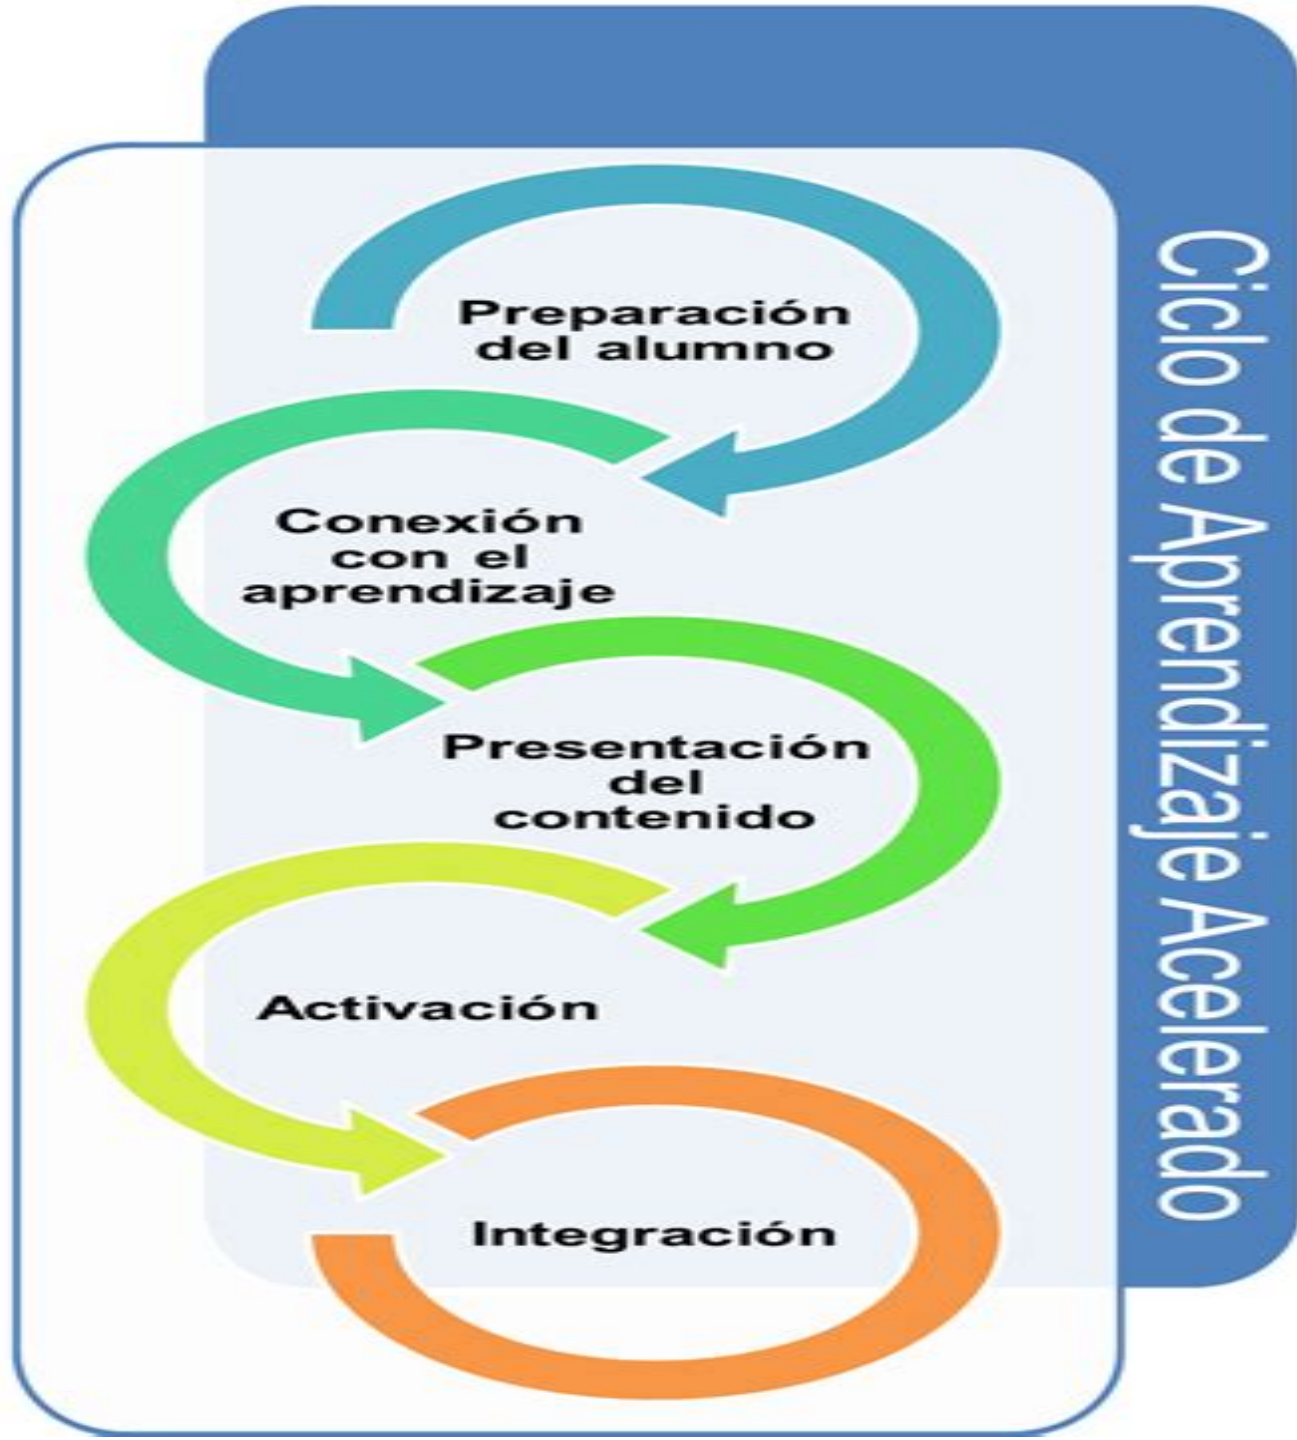 Preparación
del alumno
Conexión
con el
aprendizaje
Presentación
del
contenido
Activación
Integración
Ciclo de Aprendizaje Acelerado